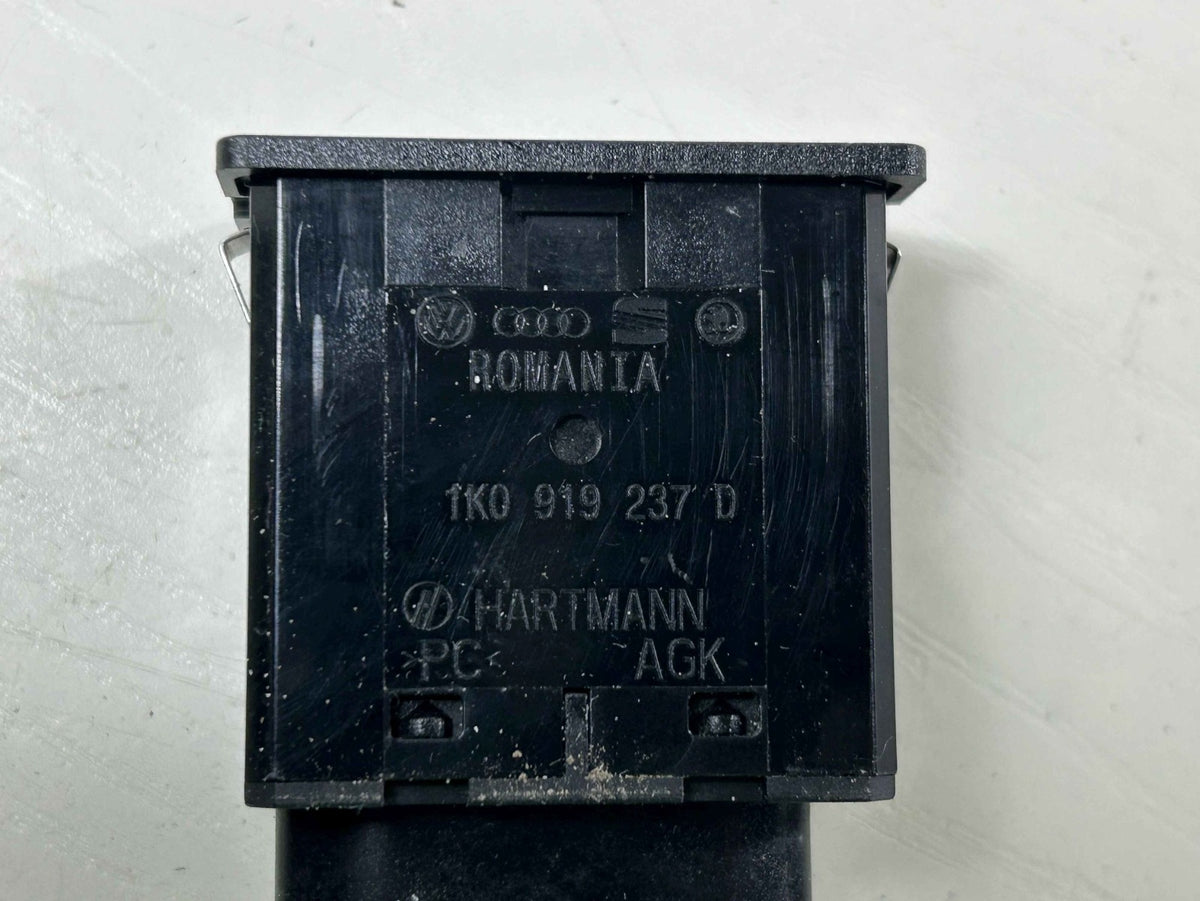 ROMANIA
1K0 919 237 D
HARTMANN
>PC< AGK